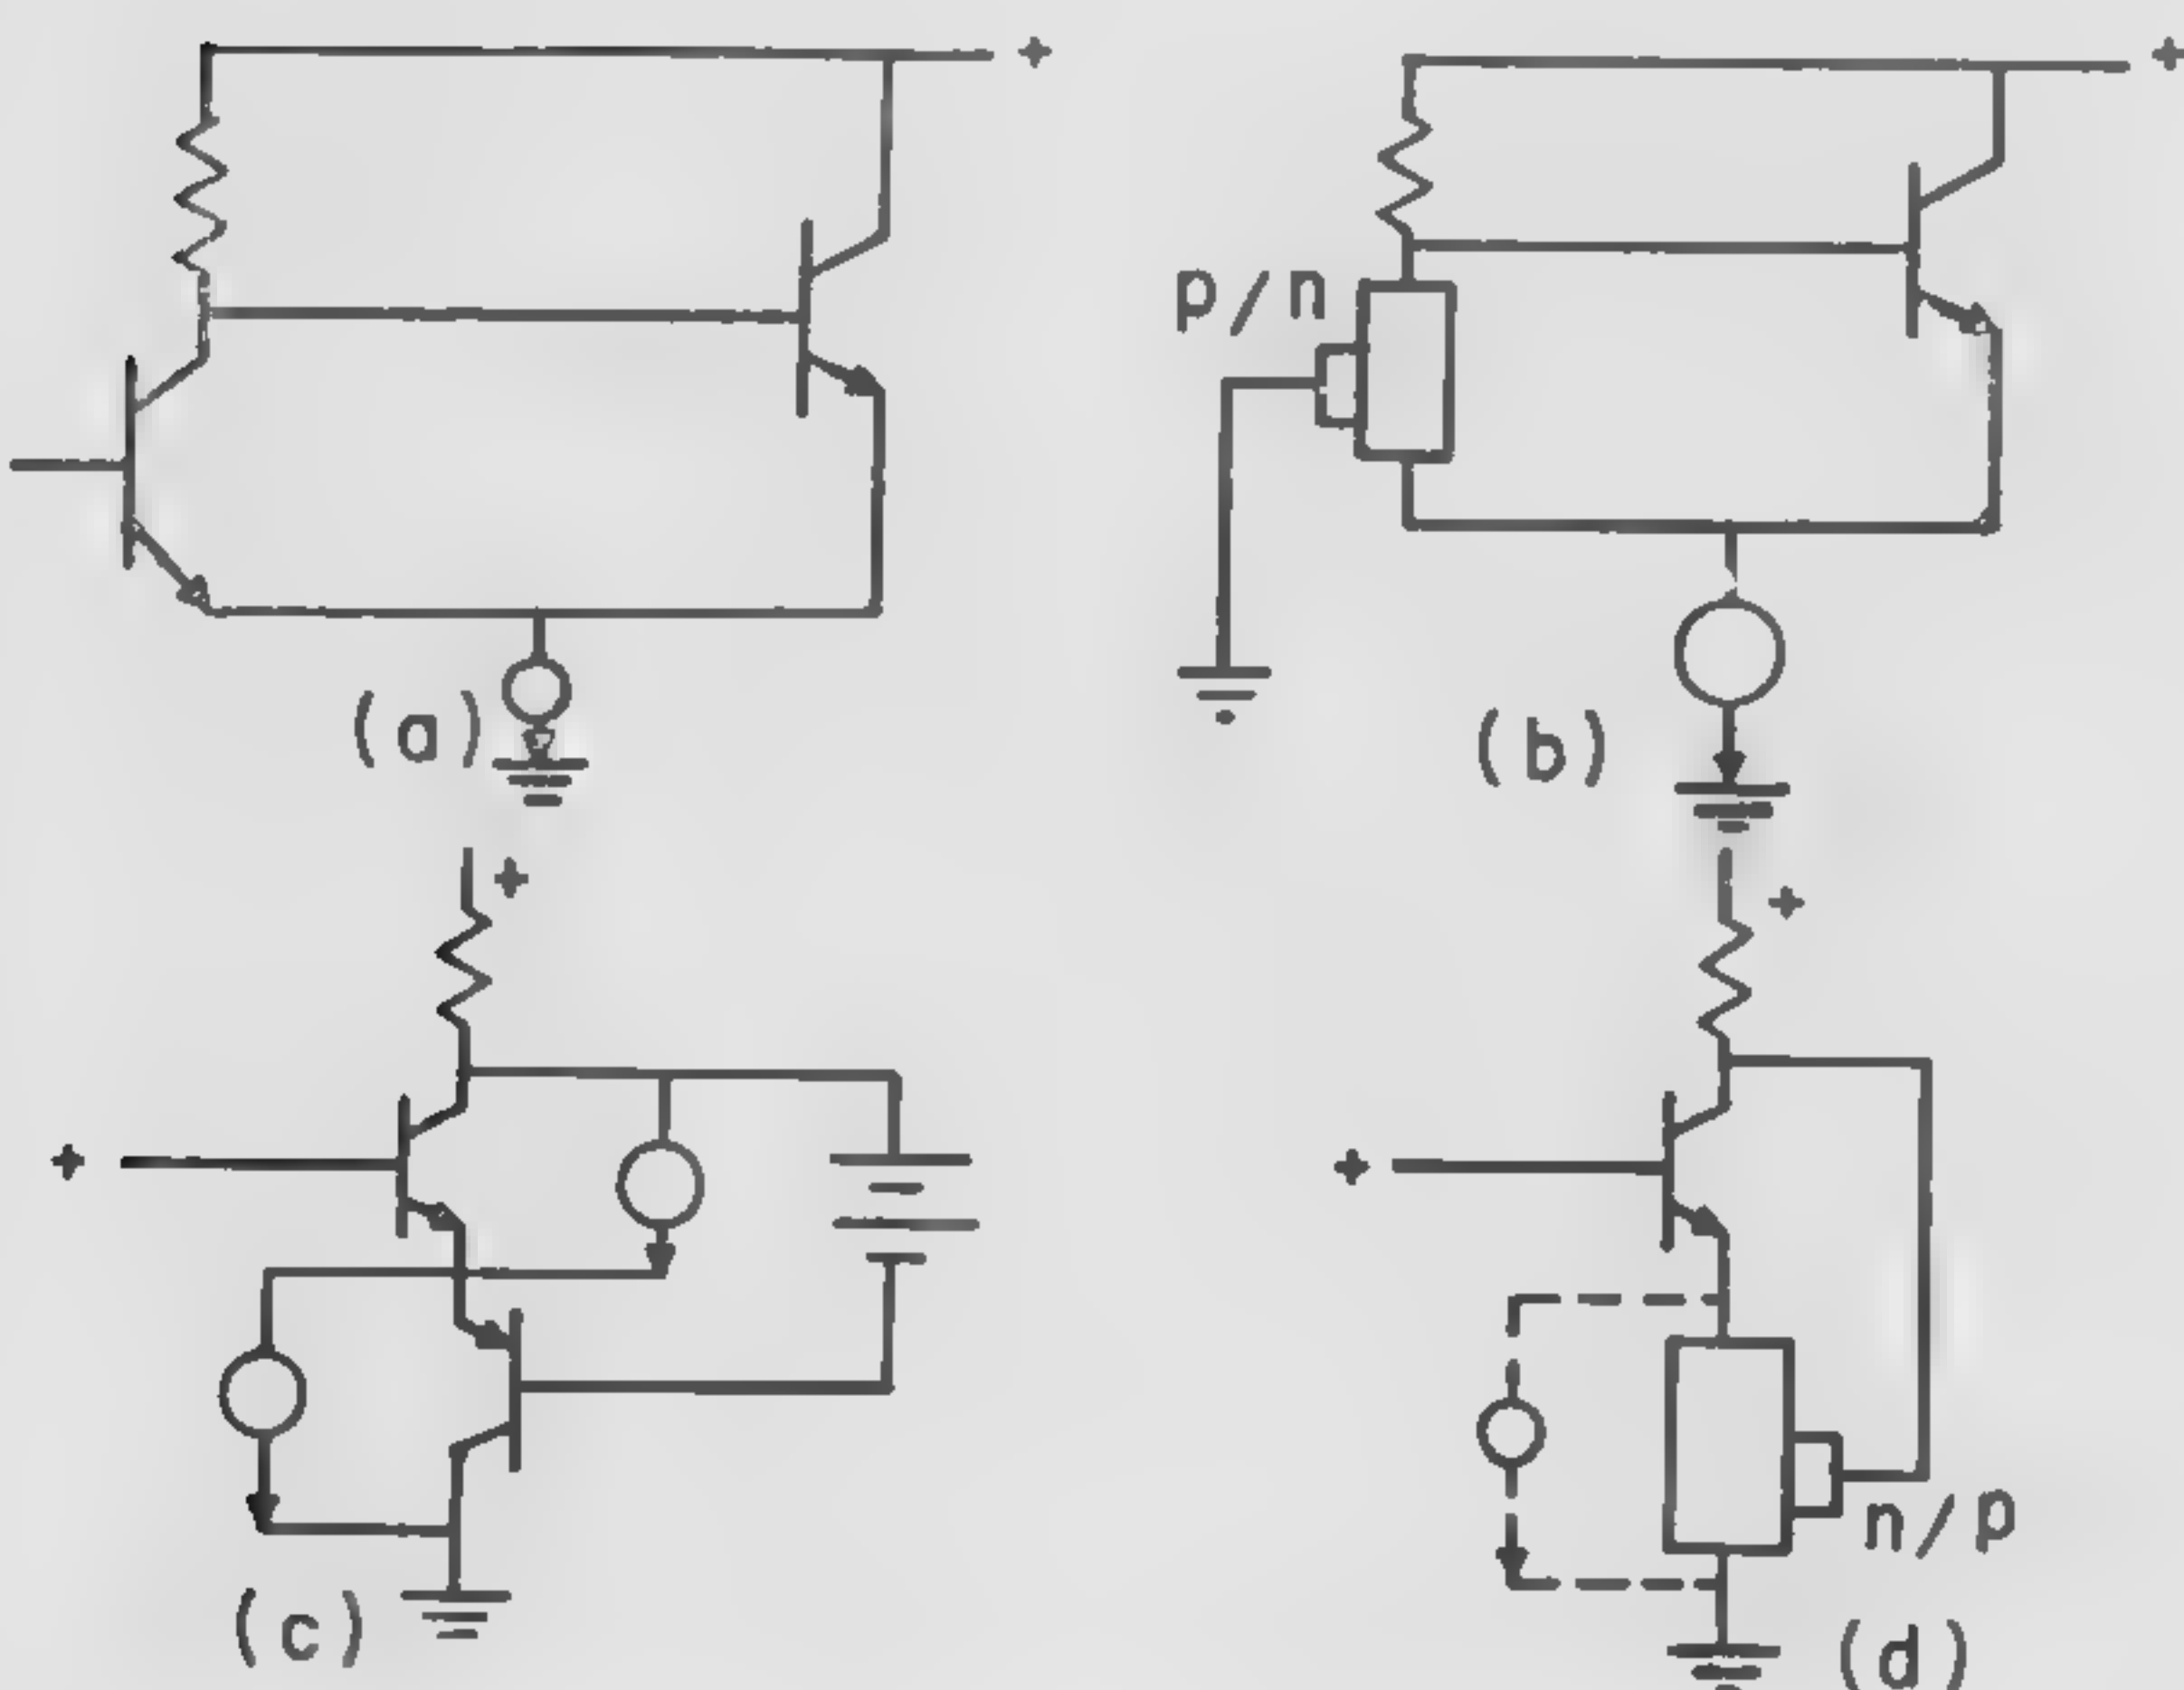 +
+
p/n
(a)
(b)
+
+
+
+
n/p
(c)
(d)